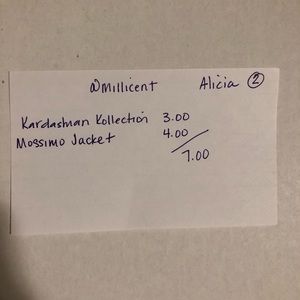 @Millicent Alicia ②
Kardashian Kollection 3.00
Mossimo Jacket 4.00
7.00